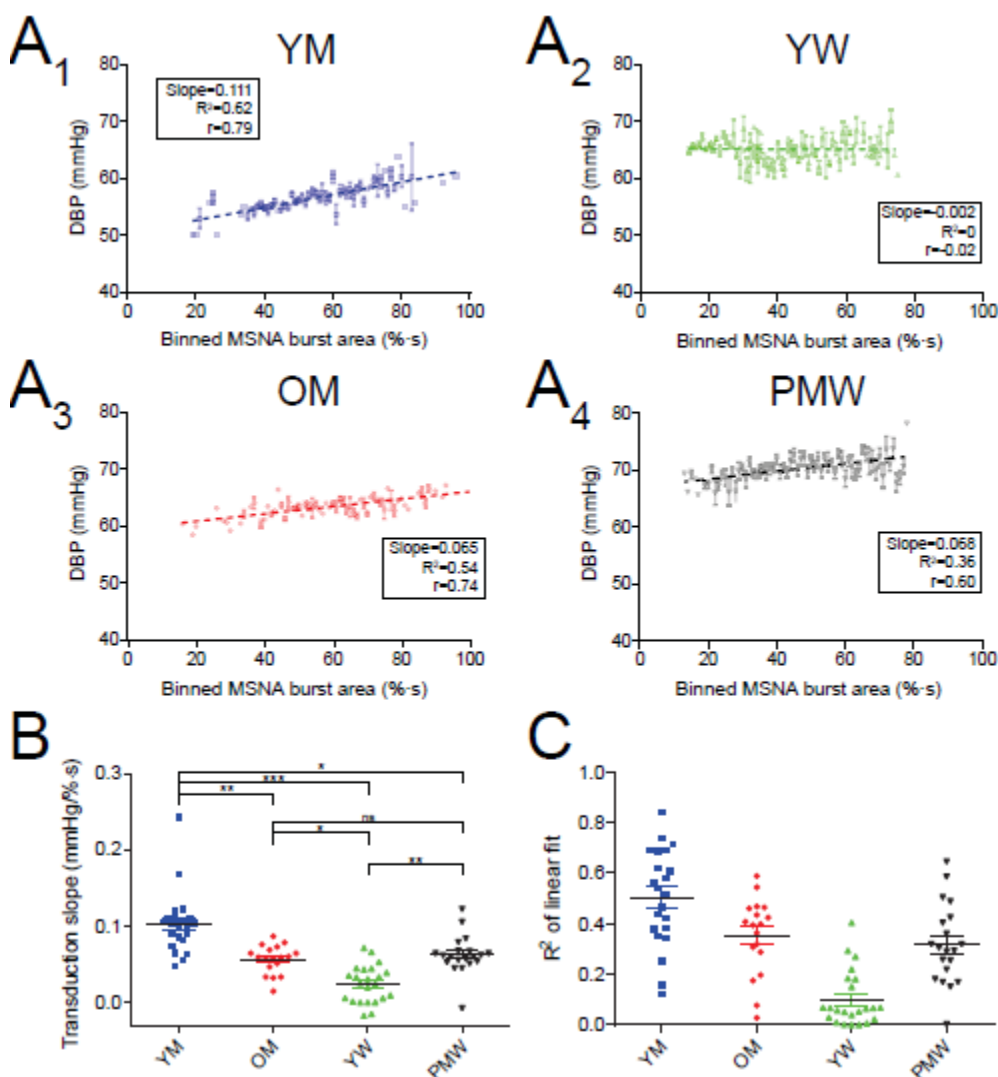 A1 YM
80
70
60
50
40
DBP (mmHg)
Slope=0.111
R²=0.62
r=0.79
0 20 40 60 80 100
Binned MSNA burst area (%·s)
A2 YW
80
70
60
50
40
DBP (mmHg)
Slope=-0.002
R²=0
r=-0.02
0 20 40 60 80 100
Binned MSNA burst area (%·s)
A3 OM
80
70
60
50
40
DBP (mmHg)
Slope=0.065
R²=0.54
r=0.74
0 20 40 60 80 100
Binned MSNA burst area (%·s)
A4 PMW
80
70
60
50
40
DBP (mmHg)
Slope=0.068
R²=0.36
r=0.60
0 20 40 60 80 100
Binned MSNA burst area (%·s)
B
Transduction slope (mmHg/%·s)
0.3
0.2
0.1
0.0
*
***
**
ns
*
**
YM OM YW PMW
C
R² of linear fit
1.0
0.8
0.6
0.4
0.2
0.0
YM OM YW PMW